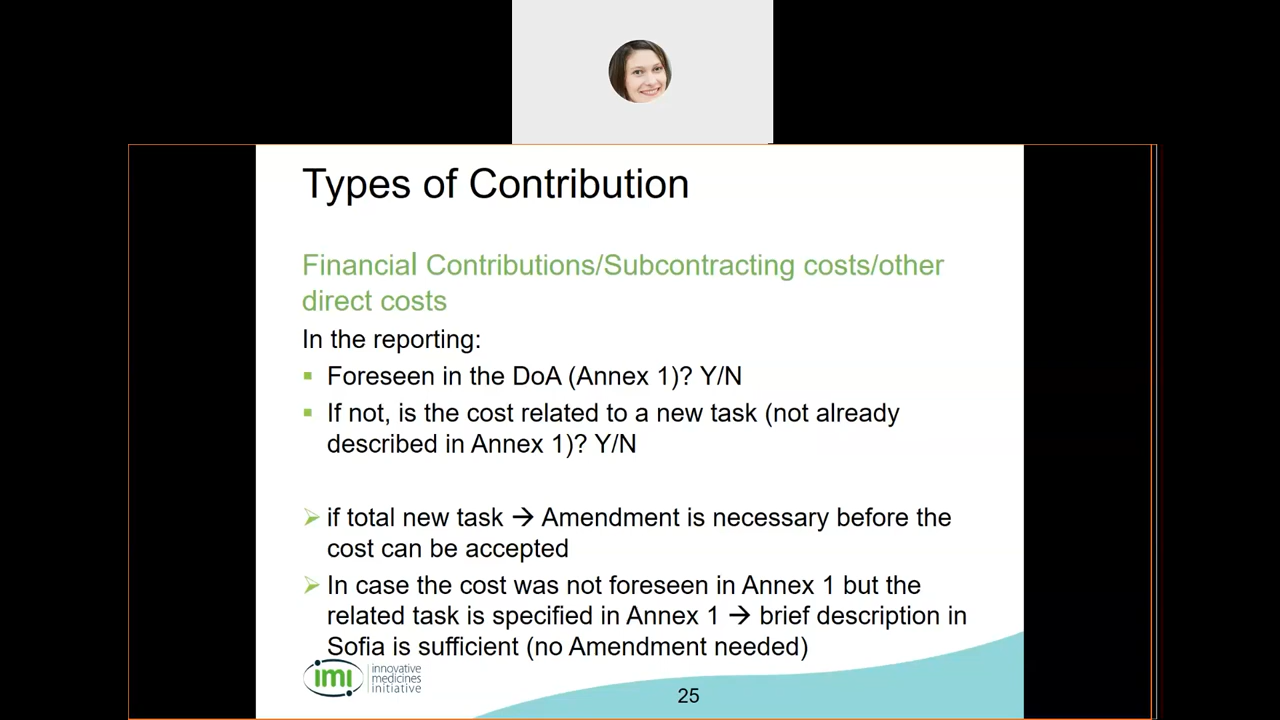 Types of Contribution
Financial Contributions/Subcontracting costs/other
direct costs
In the reporting:
Foreseen in the DoA (Annex 1)? Y/N
If not, is the cost related to a new task (not already
described in Annex 1)? Y/N
if total new task → Amendment is necessary before the
cost can be accepted
In case the cost was not foreseen in Annex 1 but the
related task is specified in Annex 1 → brief description in
Sofia is sufficient (no Amendment needed)
imi
innovative
medicines
initiative
25